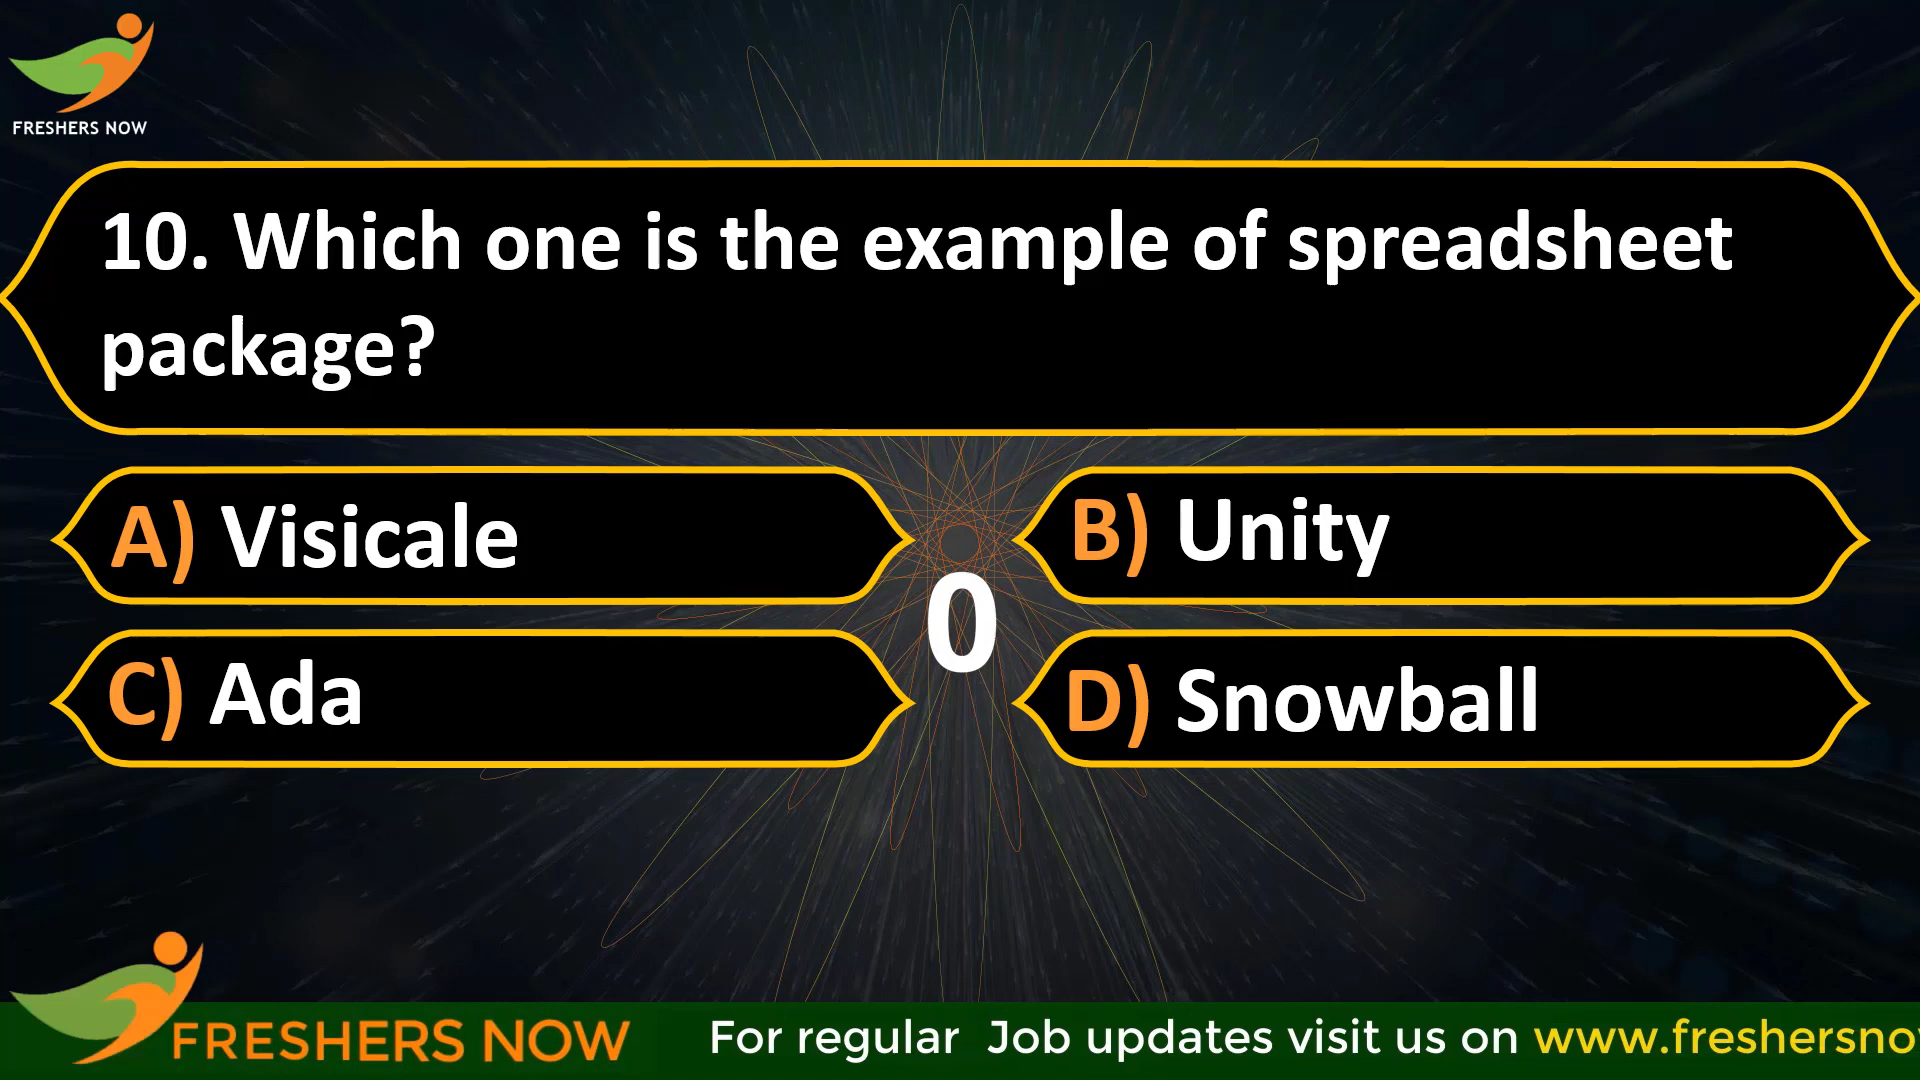 FRESHERS NOW
10. Which one is the example of spreadsheet
package?
A) Visicale
B) Unity
0
C) Ada
D) Snowball
FRESHERS NOW
For regular Job updates visit us on www.freshersno